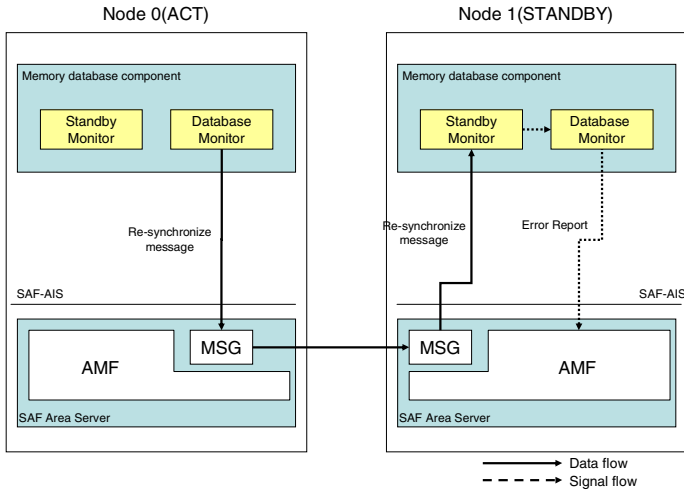 Node 0(ACT)
Node 1(STANDBY)
Memory database component
Standby
Monitor
Database
Monitor
Memory database component
Standby
Monitor
Database
Monitor
Re-synchronize
message
Re-synchronize
message
Error Report
SAF-AIS
SAF-AIS
MSG
AMF
SAF Area Server
MSG
AMF
SAF Area Server
Data flow
Signal flow